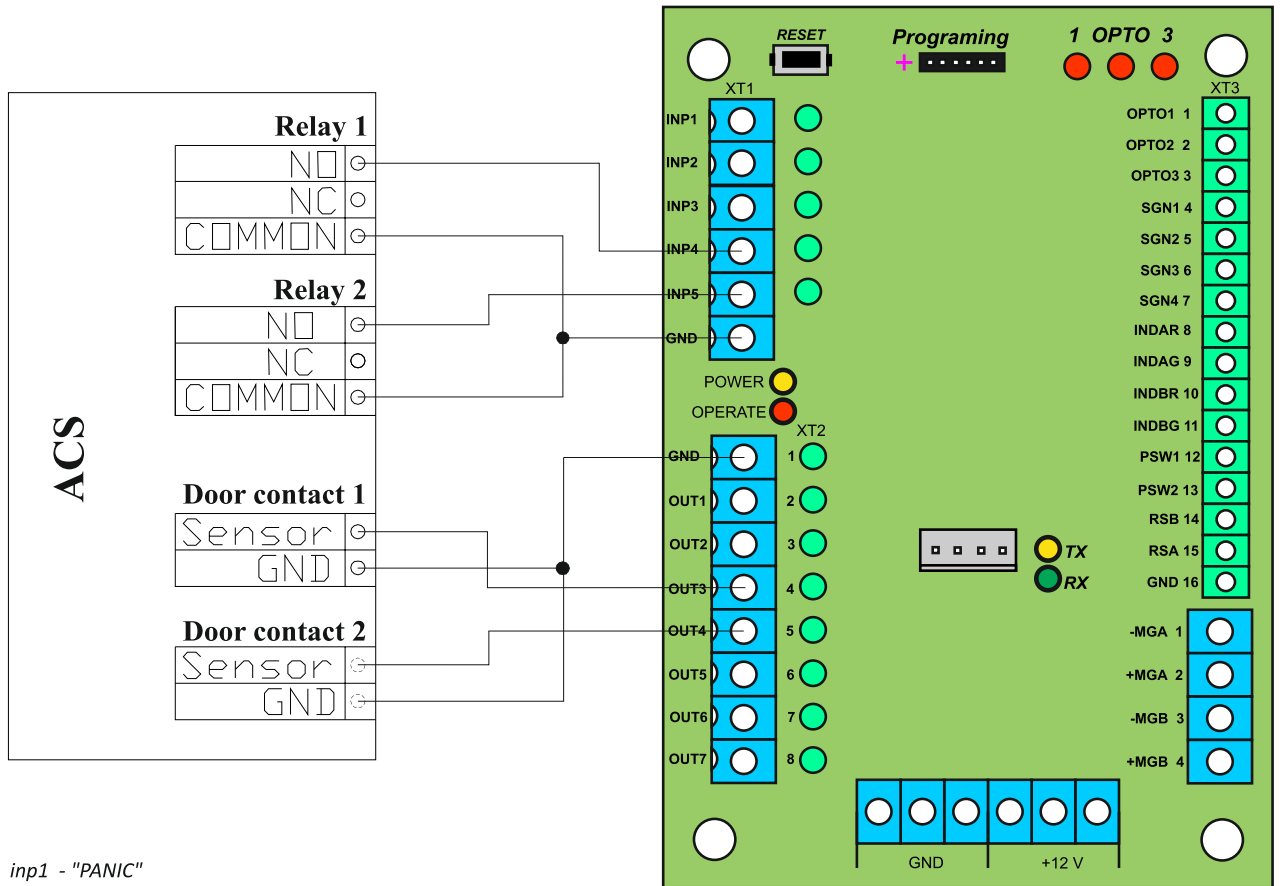 RESET
Programing
+
1 OPTO 3
XT1
XT3
INP1
INP2
INP3
INP4
INP5
GND
OPTO1 1
OPTO2 2
OPTO3 3
SGN1 4
SGN2 5
SGN3 6
SGN4 7
INDAR 8
INDAG 9
INDBR 10
INDBG 11
PSW1 12
PSW2 13
RSB 14
RSA 15
GND 16
Relay 1
NO
NC
COMMON
Relay 2
NO
NC
COMMON
ACS
Door contact 1
Sensor
GND
Door contact 2
Sensor
GND
POWER
OPERATE
XT2
GND 1
OUT1 2
OUT2 3
OUT3 4
OUT4 5
OUT5 6
OUT6 7
OUT7 8
TX
RX
-MGA 1
+MGA 2
-MGB 3
+MGB 4
GND
+12 V
inp1 - "PANIC"